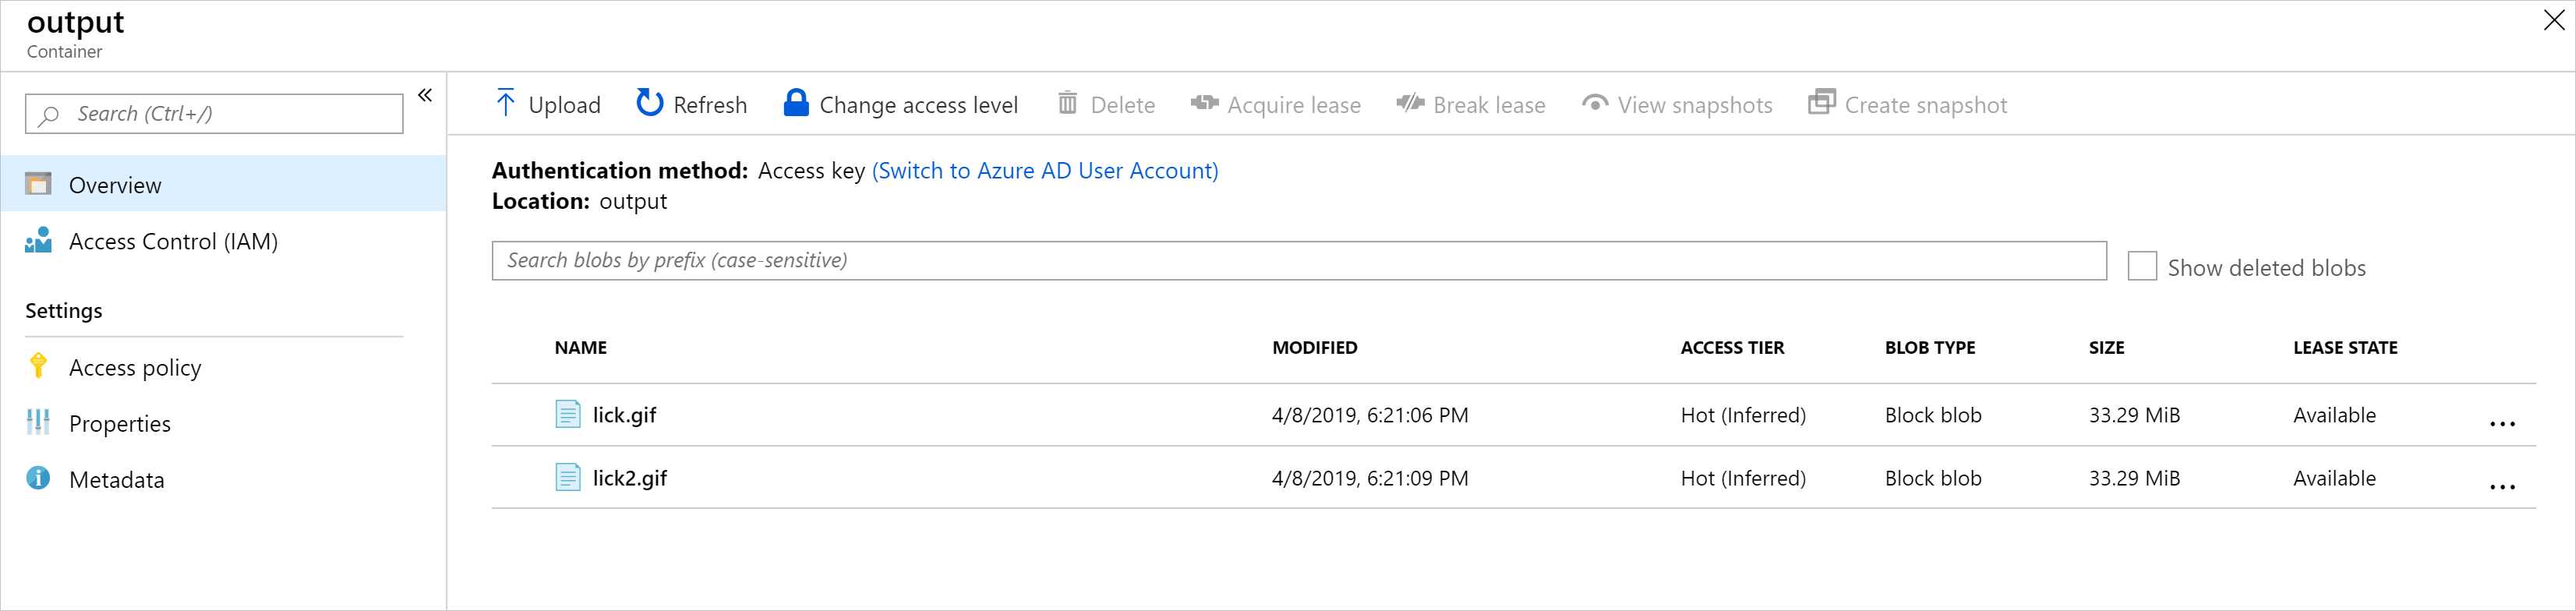 output
Container
Search (Ctrl+/)
Overview
Access Control (IAM)
Settings
Access policy
Properties
Metadata
Upload Refresh Change access level Delete Acquire lease Break lease View snapshots Create snapshot
Authentication method: Access key (Switch to Azure AD User Account)
Location: output
Search blobs by prefix (case-sensitive) Show deleted blobs
NAME MODIFIED ACCESS TIER BLOB TYPE SIZE LEASE STATE
lick.gif 4/8/2019, 6:21:06 PM Hot (Inferred) Block blob 33.29 MiB Available ...
lick2.gif 4/8/2019, 6:21:09 PM Hot (Inferred) Block blob 33.29 MiB Available ...